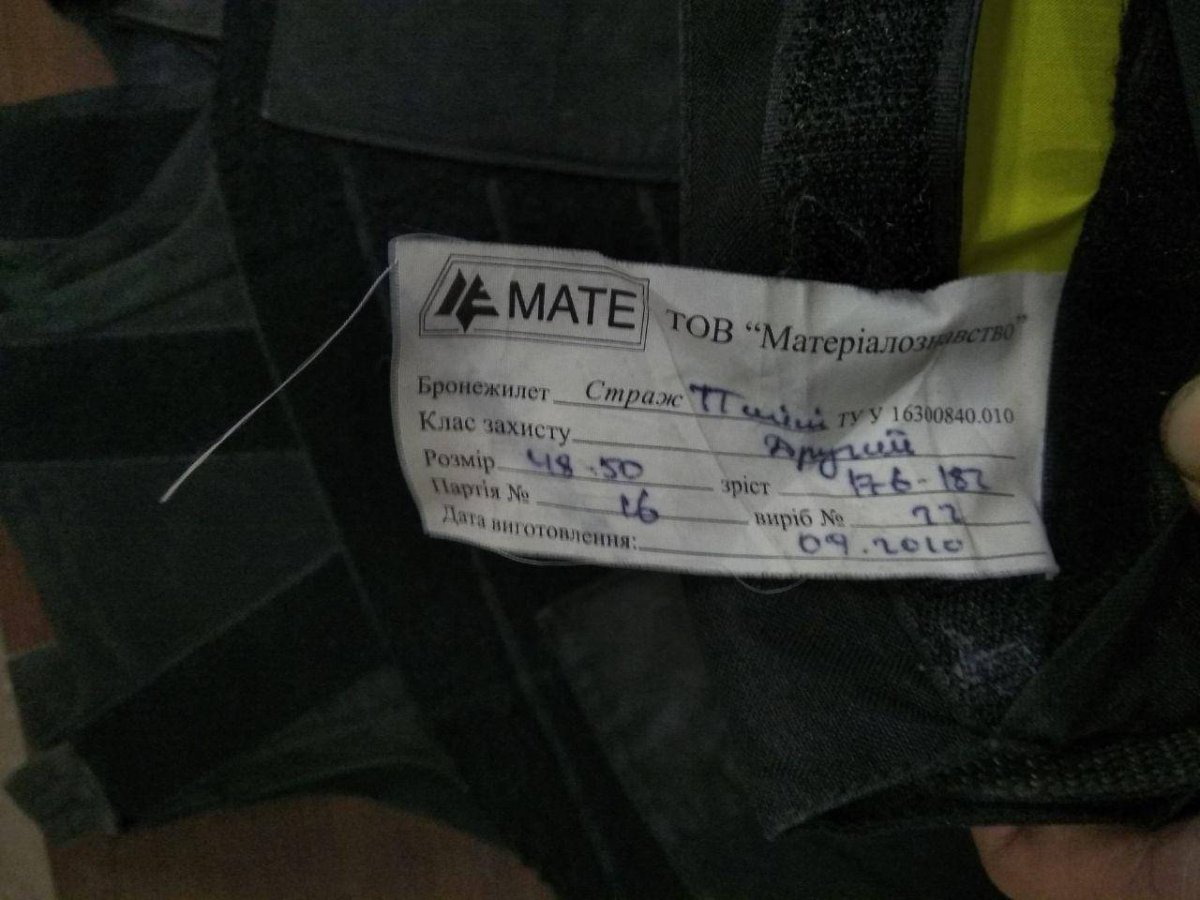 MATE ТОВ “Матеріалознавство”
Бронежилет Страж ТУ У 16300840.010
Клас захисту Другий
Розмір 48-50 зріст 176-182
Партія № 16 виріб № 22
Дата виготовлення: 09.2010